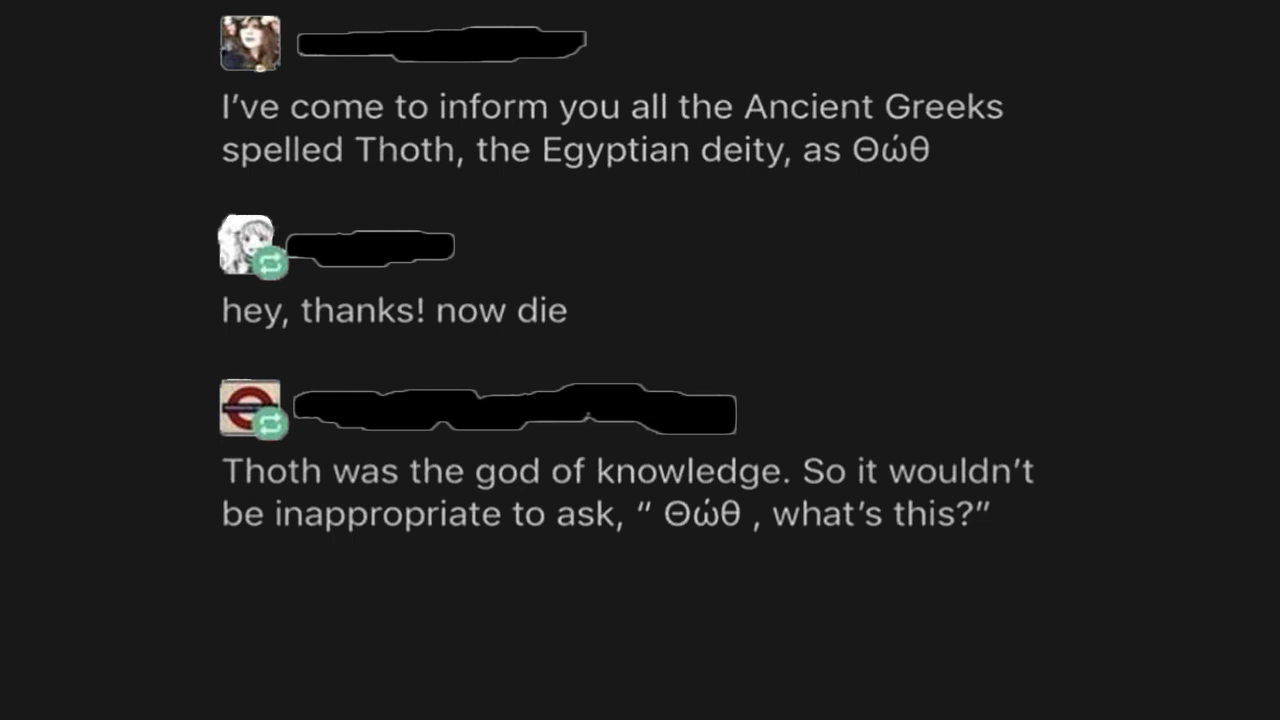 I’ve come to inform you all the Ancient Greeks
spelled Thoth, the Egyptian deity, as Θώθ
hey, thanks! now die
Thoth was the god of knowledge. So it wouldn’t
be inappropriate to ask, “ Θώθ , what’s this?”